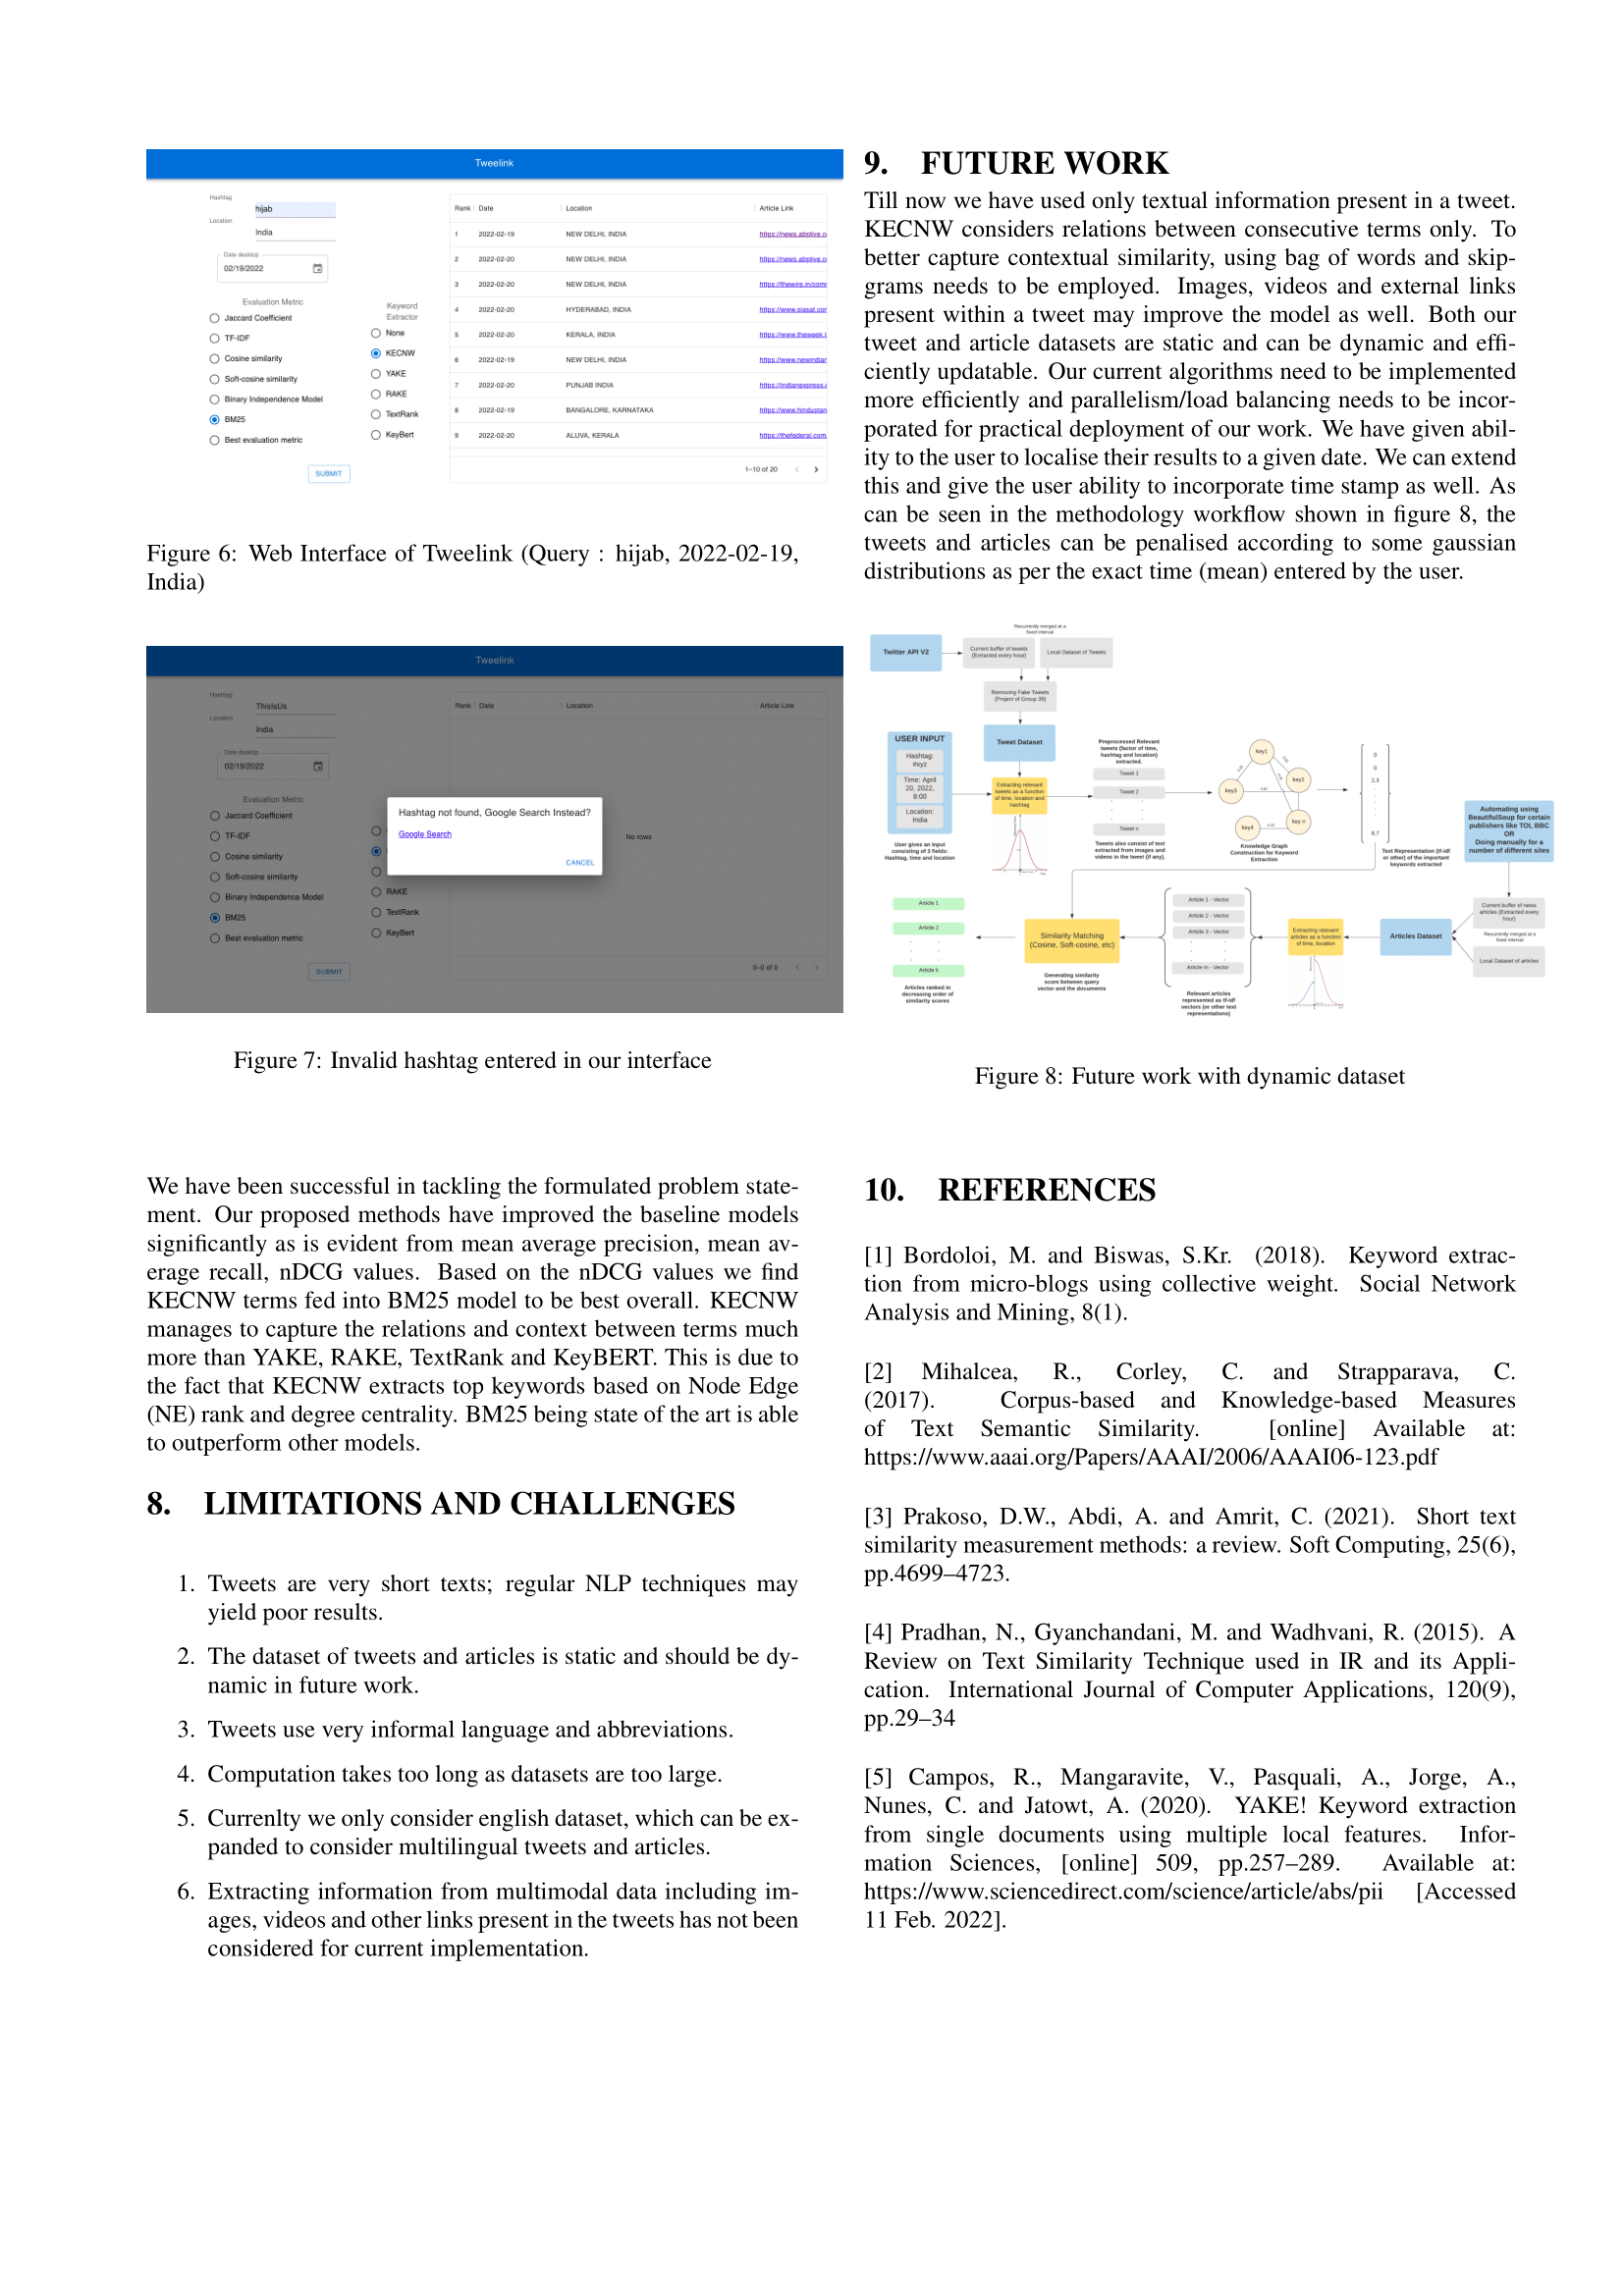 Tweelink
Hashtag
hijab
Location
India
Date desktop
02/19/2022
Evaluation Metric
Jaccard Coefficient
TF-IDF
Cosine similarity
Soft-cosine similarity
Binary Independence Model
BM25
Best evaluation metric
Keyword
Extractor
None
KECNW
YAKE
RAKE
TextRank
KeyBert
SUBMIT
Rank Date Location Article Link
1 2022-02-19 NEW DELHI, INDIA https://news.abplive.c
2 2022-02-20 NEW DELHI, INDIA https://news.abplive.c
3 2022-02-20 NEW DELHI, INDIA https://thewire.in/com
4 2022-02-20 HYDERABAD, INDIA https://www.siasat.co
5 2022-02-20 KERALA, INDIA https://www.theweek.
6 2022-02-19 NEW DELHI, INDIA https://www.newindia
7 2022-02-20 PUNJAB INDIA https://indianexpress.
8 2022-02-19 BANGALORE, KARNATAKA https://www.hindusta
9 2022-02-20 ALUVA, KERALA https://thefederal.com
1–10 of 20
Figure 6: Web Interface of Tweelink (Query : hijab, 2022-02-19,
India)
Tweelink
Hashtag
ThisIsUs
Location
India
Date desktop
02/19/2022
Evaluation Metric
Jaccard Coefficient
TF-IDF
Cosine similarity
Soft-cosine similarity
Binary Independence Model
BM25
Best evaluation metric
RAKE
TextRank
KeyBert
SUBMIT
Rank Date Location Article Link
No rows
0–0 of 0
Hashtag not found, Google Search Instead?
Google Search
CANCEL
Figure 7: Invalid hashtag entered in our interface
We have been successful in tackling the formulated problem state-
ment. Our proposed methods have improved the baseline models
significantly as is evident from mean average precision, mean av-
erage recall, nDCG values. Based on the nDCG values we find
KECNW terms fed into BM25 model to be best overall. KECNW
manages to capture the relations and context between terms much
more than YAKE, RAKE, TextRank and KeyBERT. This is due to
the fact that KECNW extracts top keywords based on Node Edge
(NE) rank and degree centrality. BM25 being state of the art is able
to outperform other models.
8. LIMITATIONS AND CHALLENGES
1. Tweets are very short texts; regular NLP techniques may
yield poor results.
2. The dataset of tweets and articles is static and should be dy-
namic in future work.
3. Tweets use very informal language and abbreviations.
4. Computation takes too long as datasets are too large.
5. Currenlty we only consider english dataset, which can be ex-
panded to consider multilingual tweets and articles.
6. Extracting information from multimodal data including im-
ages, videos and other links present in the tweets has not been
considered for current implementation.
9. FUTURE WORK
Till now we have used only textual information present in a tweet.
KECNW considers relations between consecutive terms only. To
better capture contextual similarity, using bag of words and skip-
grams needs to be employed. Images, videos and external links
present within a tweet may improve the model as well. Both our
tweet and article datasets are static and can be dynamic and effi-
ciently updatable. Our current algorithms need to be implemented
more efficiently and parallelism/load balancing needs to be incor-
porated for practical deployment of our work. We have given abil-
ity to the user to localise their results to a given date. We can extend
this and give the user ability to incorporate time stamp as well. As
can be seen in the methodology workflow shown in figure 8, the
tweets and articles can be penalised according to some gaussian
distributions as per the exact time (mean) entered by the user.
Recurrently merged at a
fixed interval
Twitter API V2
Current buffer of tweets
(Extracted every hour)
Local Dataset of Tweets
Removing Fake Tweets
(Project of Group 39)
Tweet Dataset
USER INPUT
Hashtag:
#xyz
Time: April
20, 2022,
8:00
Location:
India
User gives an input
consisting of 3 fields:
Hashtag, time and location
Extracting relevant
tweets as a function
of time, location and
hashtag
Preprocessed Relevant
tweets (factor of time,
hashtag and location)
extracted.
Tweet 1
Tweet 2
Tweet n
Tweets also consist of text
extracted from images and
videos in the tweet (if any).
key1
key2
key3
key4
key n
Knowledge Graph
Construction for Keyword
Extraction
0
0
2.3
8.7
Text Representation (tf-idf
or other) of the important
keywords extracted
Automating using
BeautifulSoup for certain
publishers like TOI, BBC
OR
Doing manually for a
number of different sites
Current buffer of news
articles (Extracted every
hour)
Recurrently merged at a
fixed interval
Local Dataset of articles
Articles Dataset
Extracting relevant
articles as a function
of time, location
Article 1 - Vector
Article 2 - Vector
Article 3 - Vector
Article m - Vector
Relevant articles
represented as tf-idf
vectors (or other text
representations)
Similarity Matching
(Cosine, Soft-cosine, etc)
Generating similarity
score between query
vector and the documents
Article 1
Article 2
Article k
Articles ranked in
decreasing order of
similarity scores
Figure 8: Future work with dynamic dataset
10. REFERENCES
[1] Bordoloi, M. and Biswas, S.Kr. (2018). Keyword extrac-
tion from micro-blogs using collective weight. Social Network
Analysis and Mining, 8(1).
[2] Mihalcea, R., Corley, C. and Strapparava, C.
(2017). Corpus-based and Knowledge-based Measures
of Text Semantic Similarity. [online] Available at:
https://www.aaai.org/Papers/AAAI/2006/AAAI06-123.pdf
[3] Prakoso, D.W., Abdi, A. and Amrit, C. (2021). Short text
similarity measurement methods: a review. Soft Computing, 25(6),
pp.4699–4723.
[4] Pradhan, N., Gyanchandani, M. and Wadhvani, R. (2015). A
Review on Text Similarity Technique used in IR and its Appli-
cation. International Journal of Computer Applications, 120(9),
pp.29–34
[5] Campos, R., Mangaravite, V., Pasquali, A., Jorge, A.,
Nunes, C. and Jatowt, A. (2020). YAKE! Keyword extraction
from single documents using multiple local features. Infor-
mation Sciences, [online] 509, pp.257–289. Available at:
https://www.sciencedirect.com/science/article/abs/pii [Accessed
11 Feb. 2022].